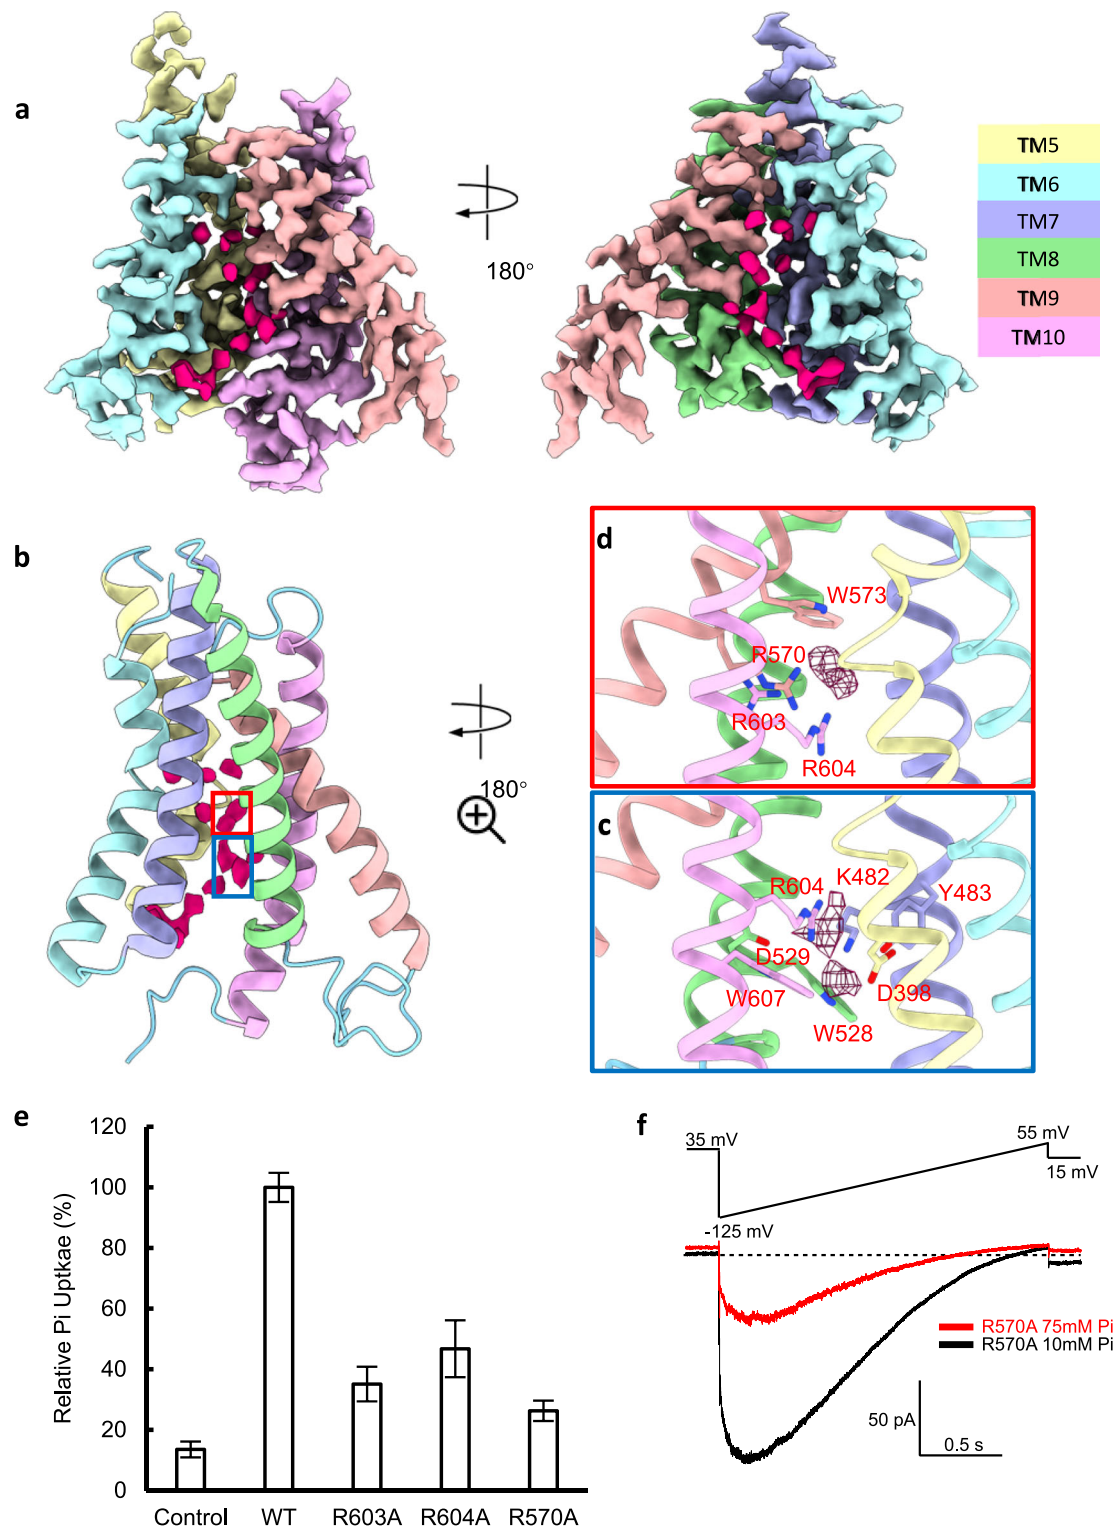 a
180°
TM5
TM6
TM7
TM8
TM9
TM10
b
180°
d
W573
R570
R603
R604
c
R604
K482
Y483
D529
D398
W607
W528
e
Relative Pi Uptkae (%)
120
100
80
60
40
20
0
Control
WT
R603A
R604A
R570A
f
35 mV
55 mV
15 mV
-125 mV
R570A 75mM Pi
R570A 10mM Pi
50 pA
0.5 s